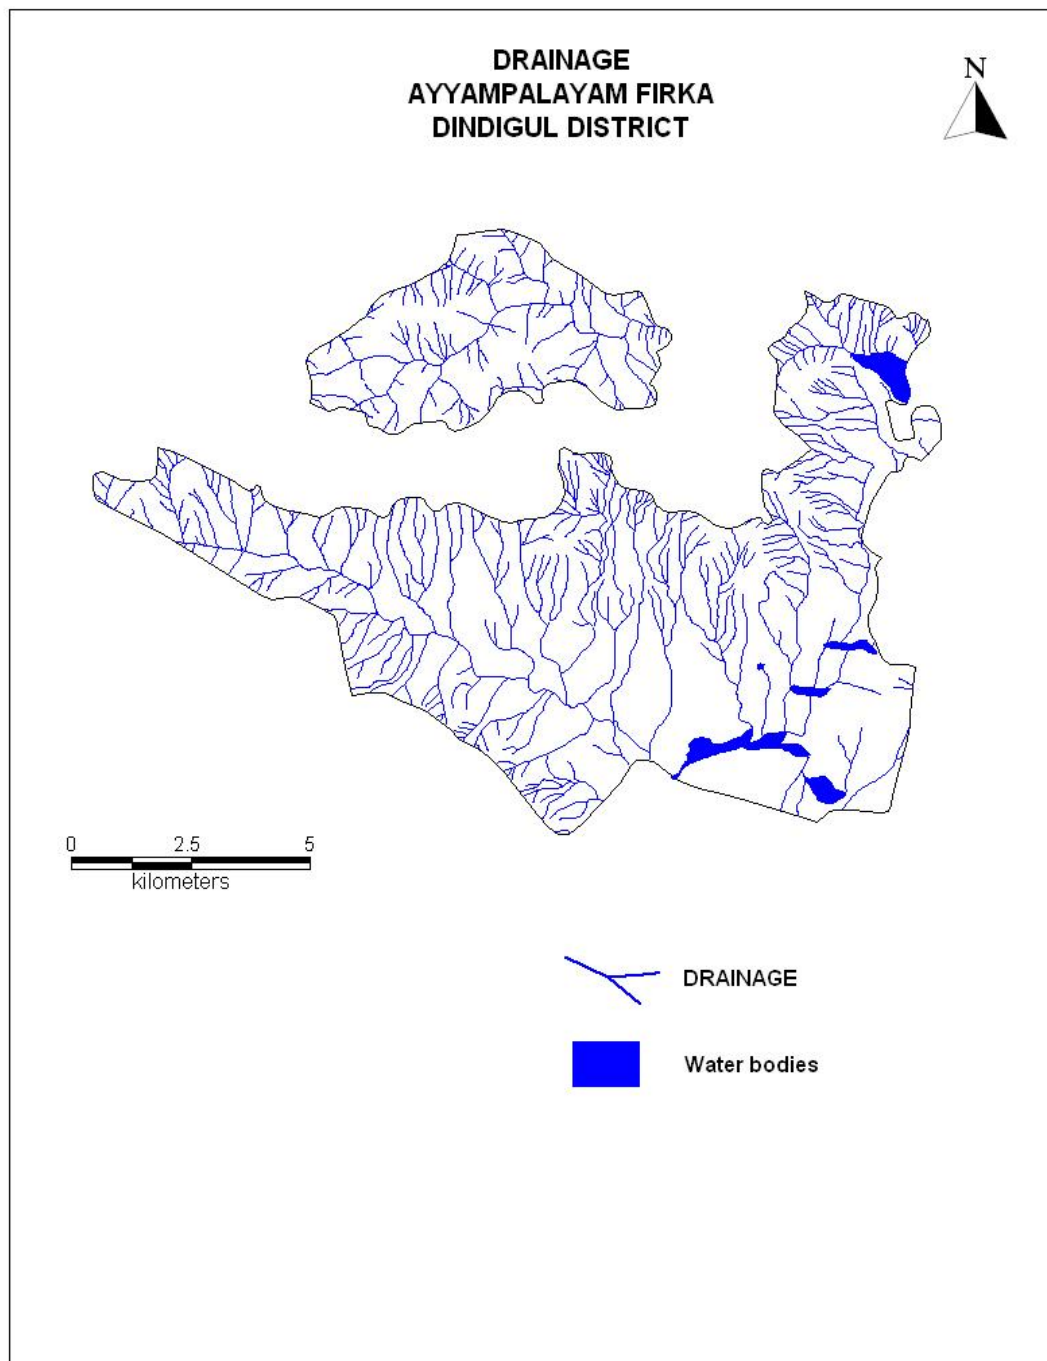 DRAINAGE
AYYAMPALAYAM FIRKA
DINDIGUL DISTRICT
N
0 2.5 5
kilometers
DRAINAGE
Water bodies